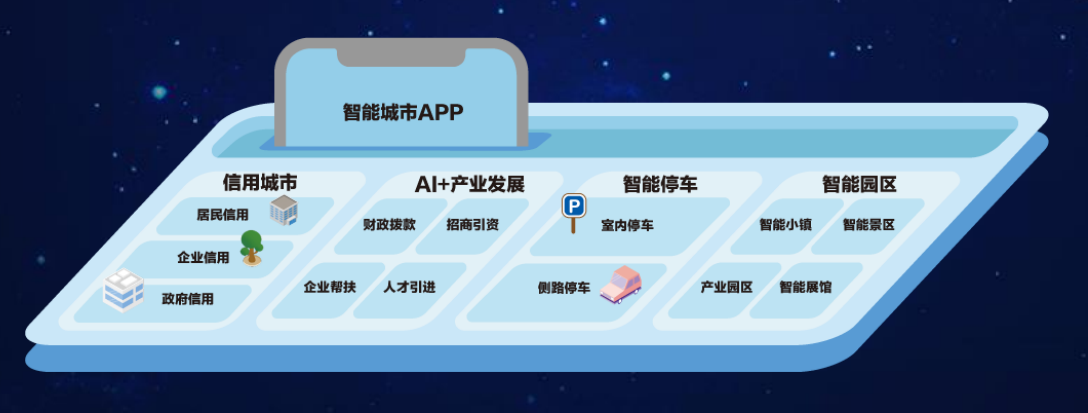 智能城市APP
信用城市
居民信用
企业信用
政府信用
AI+产业发展
财政拨款
招商引资
企业帮扶
人才引进
智能停车
P
室内停车
侧路停车
智能园区
智能小镇
智能景区
产业园区
智能展馆